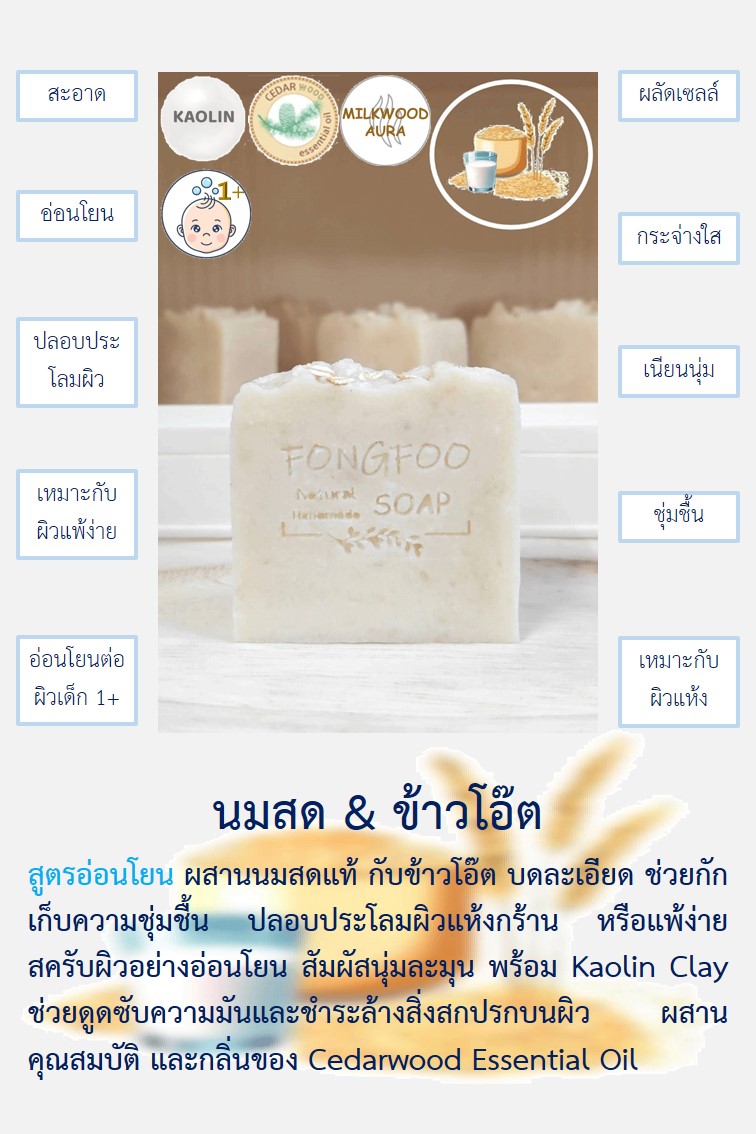 สะอาด
อ่อนโยน
ปลอบประ
โลมผิว
เหมาะกับ
ผิวแพ้ง่าย
อ่อนโยนต่อ
ผิวเด็ก 1+
KAOLIN
CEDAR WOOD
essential oil
MILKWOOD
AURA
1+
FONGFOO
Natural
Handmade
SOAP
ผลัดเซลล์
กระจ่างใส
เนียนนุ่ม
ชุ่มชื้น
เหมาะกับ
ผิวแห้ง
นมสด & ข้าวโอ๊ต
สูตรอ่อนโยน ผสานนมสดแท้ กับข้าวโอ๊ต บดละเอียด ช่วยกัก
เก็บความชุ่มชื้น ปลอบประโลมผิวแห้งกร้าน หรือแพ้ง่าย
สครับผิวอย่างอ่อนโยน สัมผัสนุ่มละมุน พร้อม Kaolin Clay
ช่วยดูดซับความมันและชำระล้างสิ่งสกปรกบนผิว ผสาน
คุณสมบัติ และกลิ่นของ Cedarwood Essential Oil